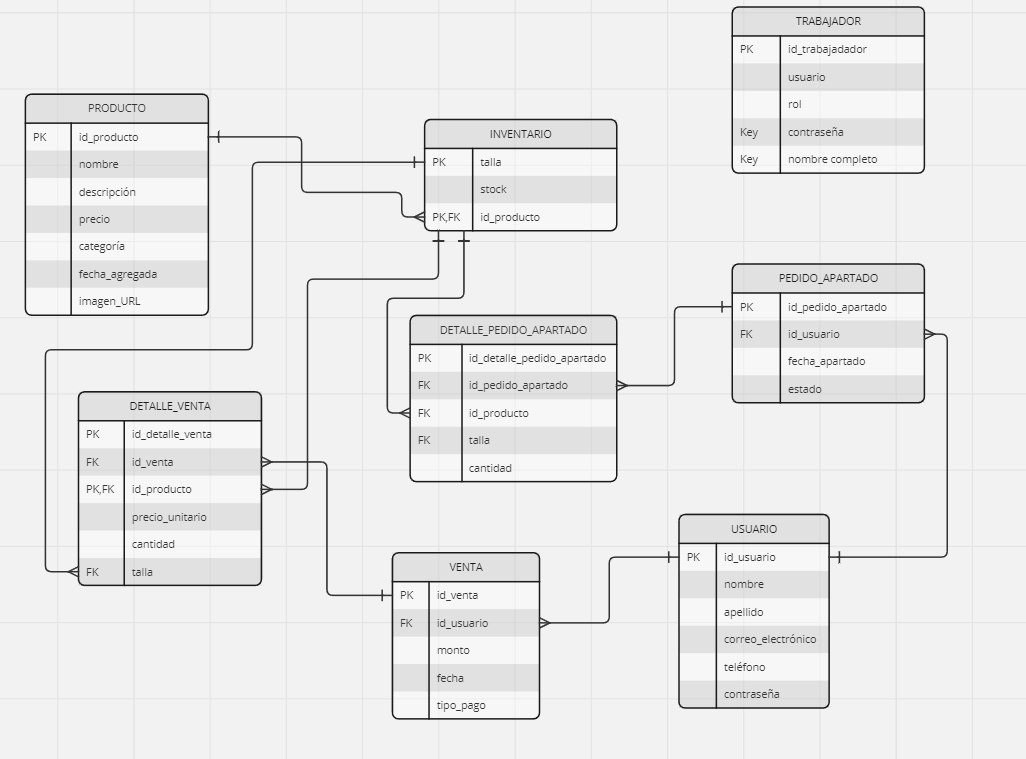 TRABAJADOR
PK id_trabajadador
usuario
rol
Key contraseña
Key nombre completo
PRODUCTO
PK id_producto
nombre
descripción
precio
categoría
fecha_agregada
imagen_URL
INVENTARIO
PK talla
stock
PK,FK id_producto
PEDIDO_APARTADO
PK id_pedido_apartado
FK id_usuario
fecha_apartado
estado
DETALLE_PEDIDO_APARTADO
PK id_detalle_pedido_apartado
FK id_pedido_apartado
FK id_producto
FK talla
cantidad
DETALLE_VENTA
PK id_detalle_venta
FK id_venta
PK,FK id_producto
precio_unitario
cantidad
FK talla
VENTA
PK id_venta
FK id_usuario
monto
fecha
tipo_pago
USUARIO
PK id_usuario
nombre
apellido
correo_electrónico
teléfono
contraseña